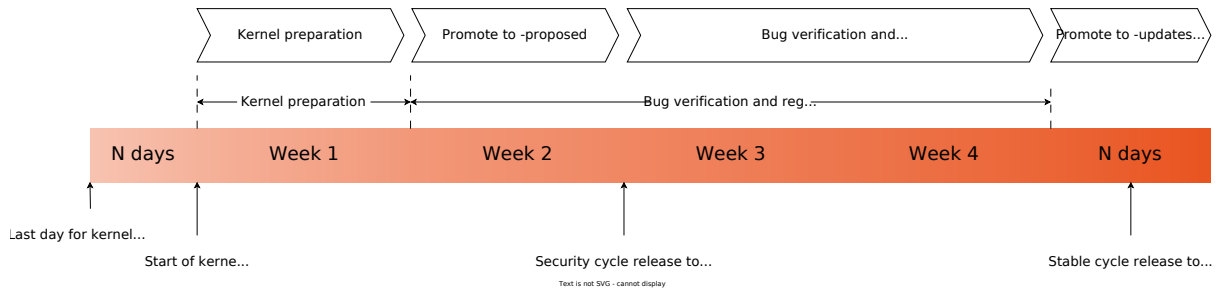 Kernel preparation
Promote to -proposed
Bug verification and...
Promote to -updates...
Kernel preparation
Bug verification and reg...
N days
Week 1
Week 2
Week 3
Week 4
N days
Last day for kernel...
Start of kerne...
Security cycle release to...
Stable cycle release to...
Text is not SVG - cannot display